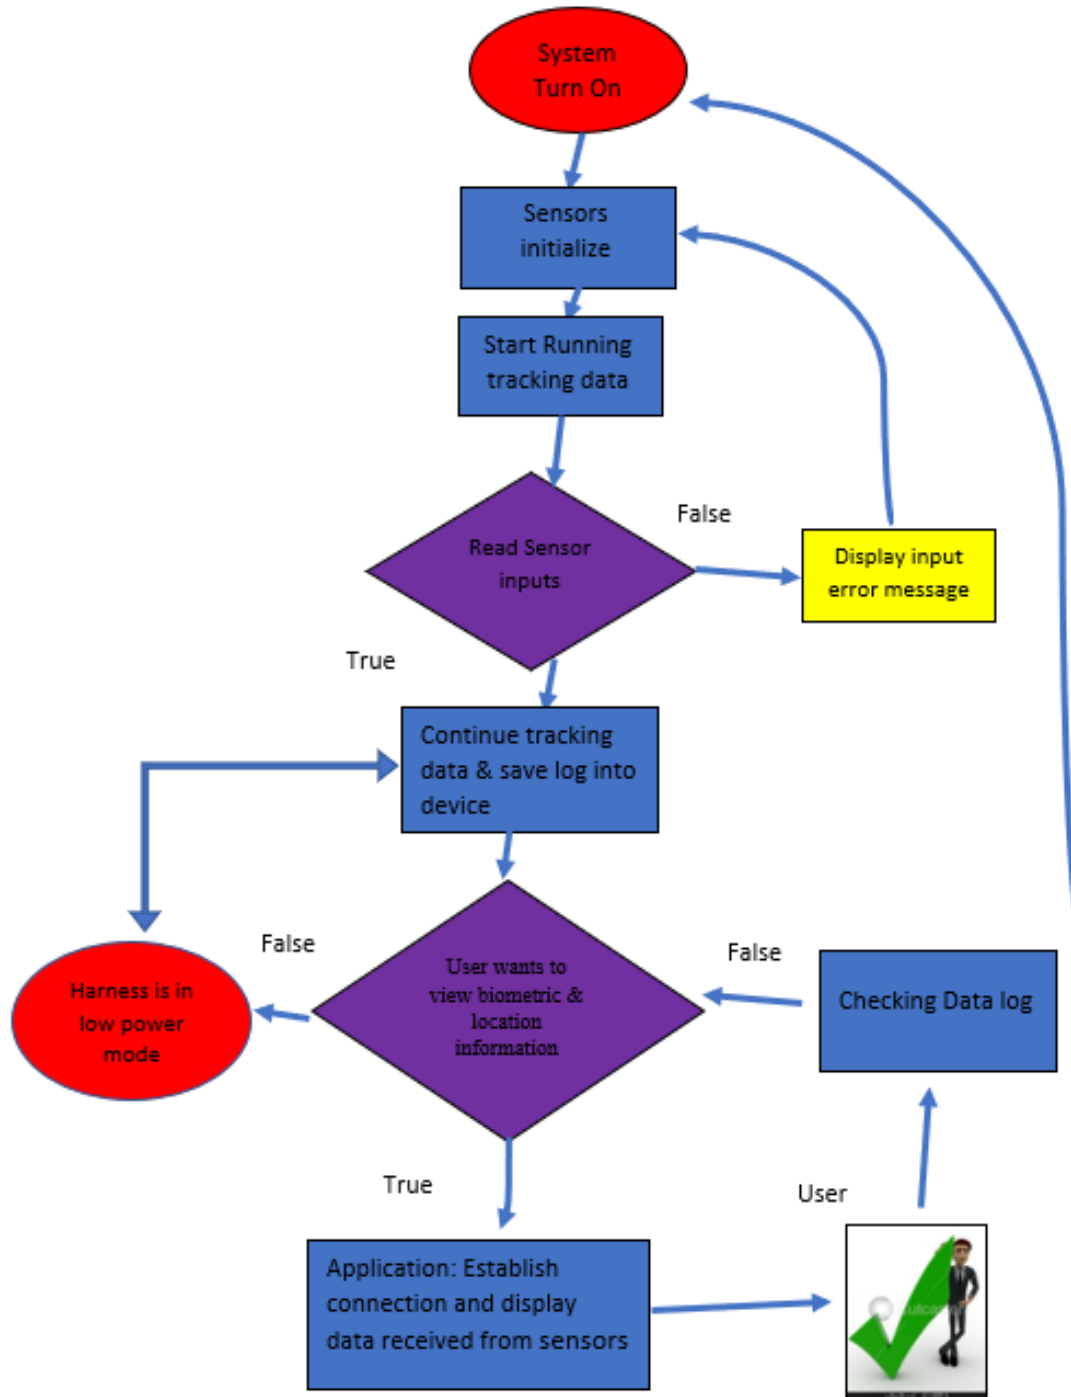 System
Turn On
Sensors
initialize
Start Running
tracking data
False
Read Sensor
inputs
Display input
error message
True
Continue tracking
data & save log into
device
False
False
User wants to
view biometric &
location
information
Harness is in
low power
mode
Checking Data log
True
User
Application: Establish
connection and display
data received from sensors